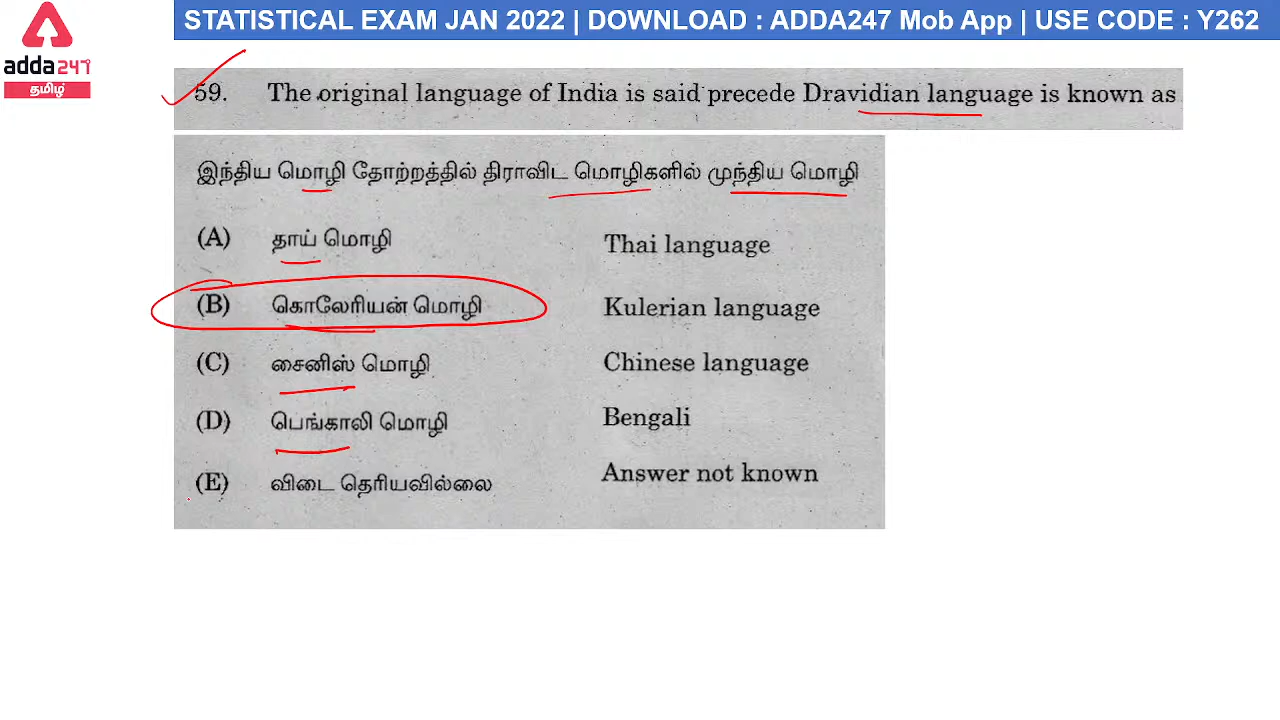 STATISTICAL EXAM JAN 2022 | DOWNLOAD : ADDA247 Mob App | USE CODE : Y262
adda247
தமிழ்
59. The original language of India is said precede Dravidian language is known as
இந்திய மொழி தோற்றத்தில் திராவிட மொழிகளில் முந்திய மொழி
(A) தாய் மொழி Thai language
(B) கொலேரியன் மொழி Kulerian language
(C) சைனிஸ் மொழி Chinese language
(D) பெங்காலி மொழி Bengali
(E) விடை தெரியவில்லை Answer not known